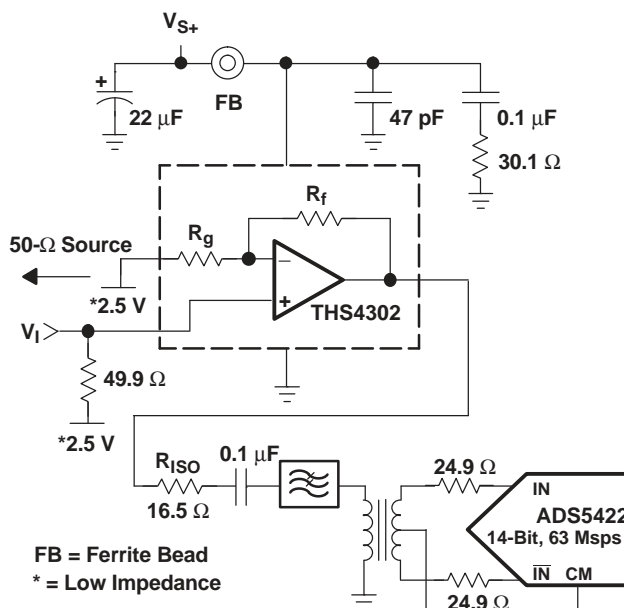 VS+
+
22 μF
FB
47 pF
0.1 μF
30.1 Ω
Rf
Rg
50-Ω Source
*2.5 V
−
+
THS4302
VI
49.9 Ω
*2.5 V
RISO
16.5 Ω
0.1 μF
24.9 Ω
IN
ADS5422
14-Bit, 63 Msps
IN CM
24.9 Ω
FB = Ferrite Bead
* = Low Impedance